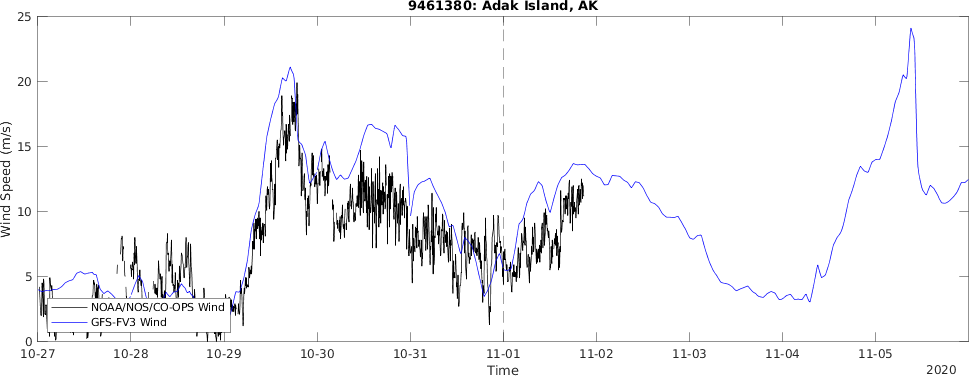 9461380: Adak Island, AK
Wind Speed (m/s)
25
20
15
10
5
0
NOAA/NOS/CO-OPS Wind
GFS-FV3 Wind
10-27 10-28 10-29 10-30 10-31 11-01 11-02 11-03 11-04 11-05
Time
2020